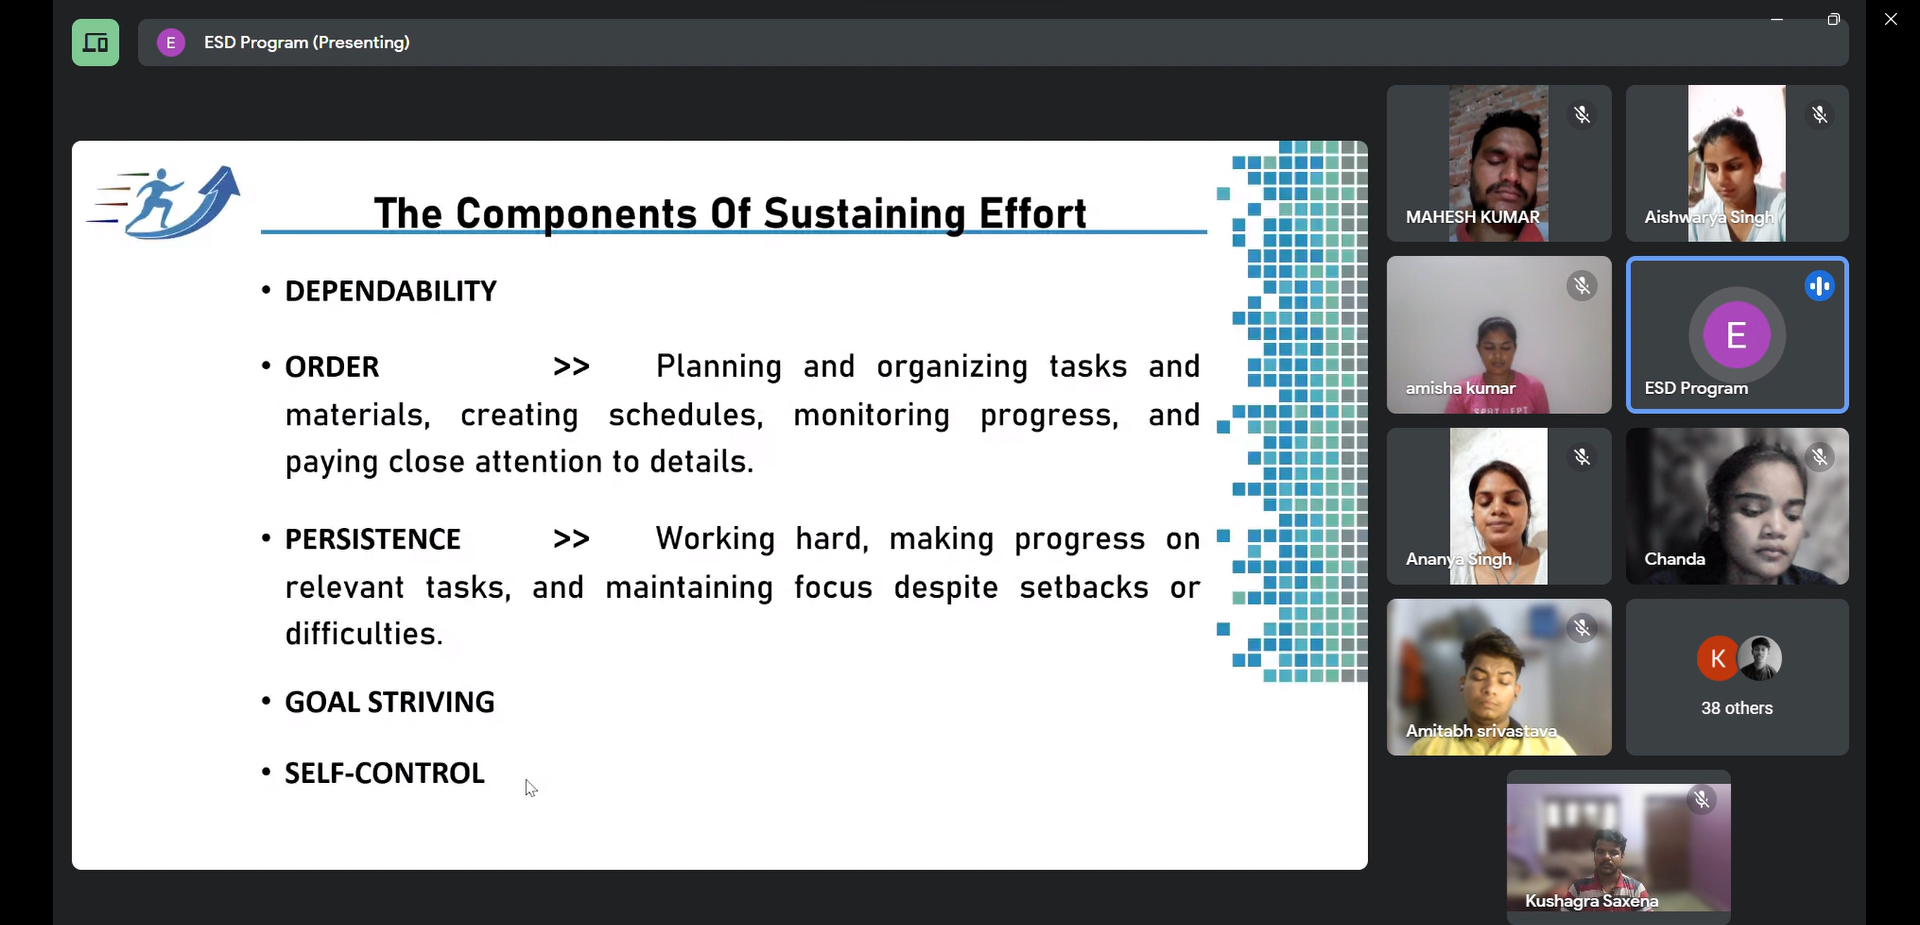 E ESD Program (Presenting)
The Components Of Sustaining Effort
• DEPENDABILITY
• ORDER >> Planning and organizing tasks and
materials, creating schedules, monitoring progress, and
paying close attention to details.
• PERSISTENCE >> Working hard, making progress on
relevant tasks, and maintaining focus despite setbacks or
difficulties.
• GOAL STRIVING
• SELF-CONTROL
MAHESH KUMAR
Aishwarya Singh
amisha kumar
E
ESD Program
Ananya Singh
Chanda
Amitabh srivastava
K
38 others
Kushagra Saxena